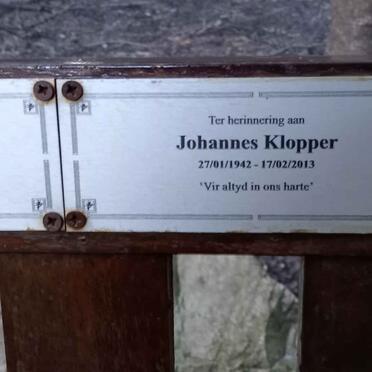 Ter herinnering aan
Johannes Klopper
27/01/1942 - 17/02/2013
'Vir altyd in ons harte'